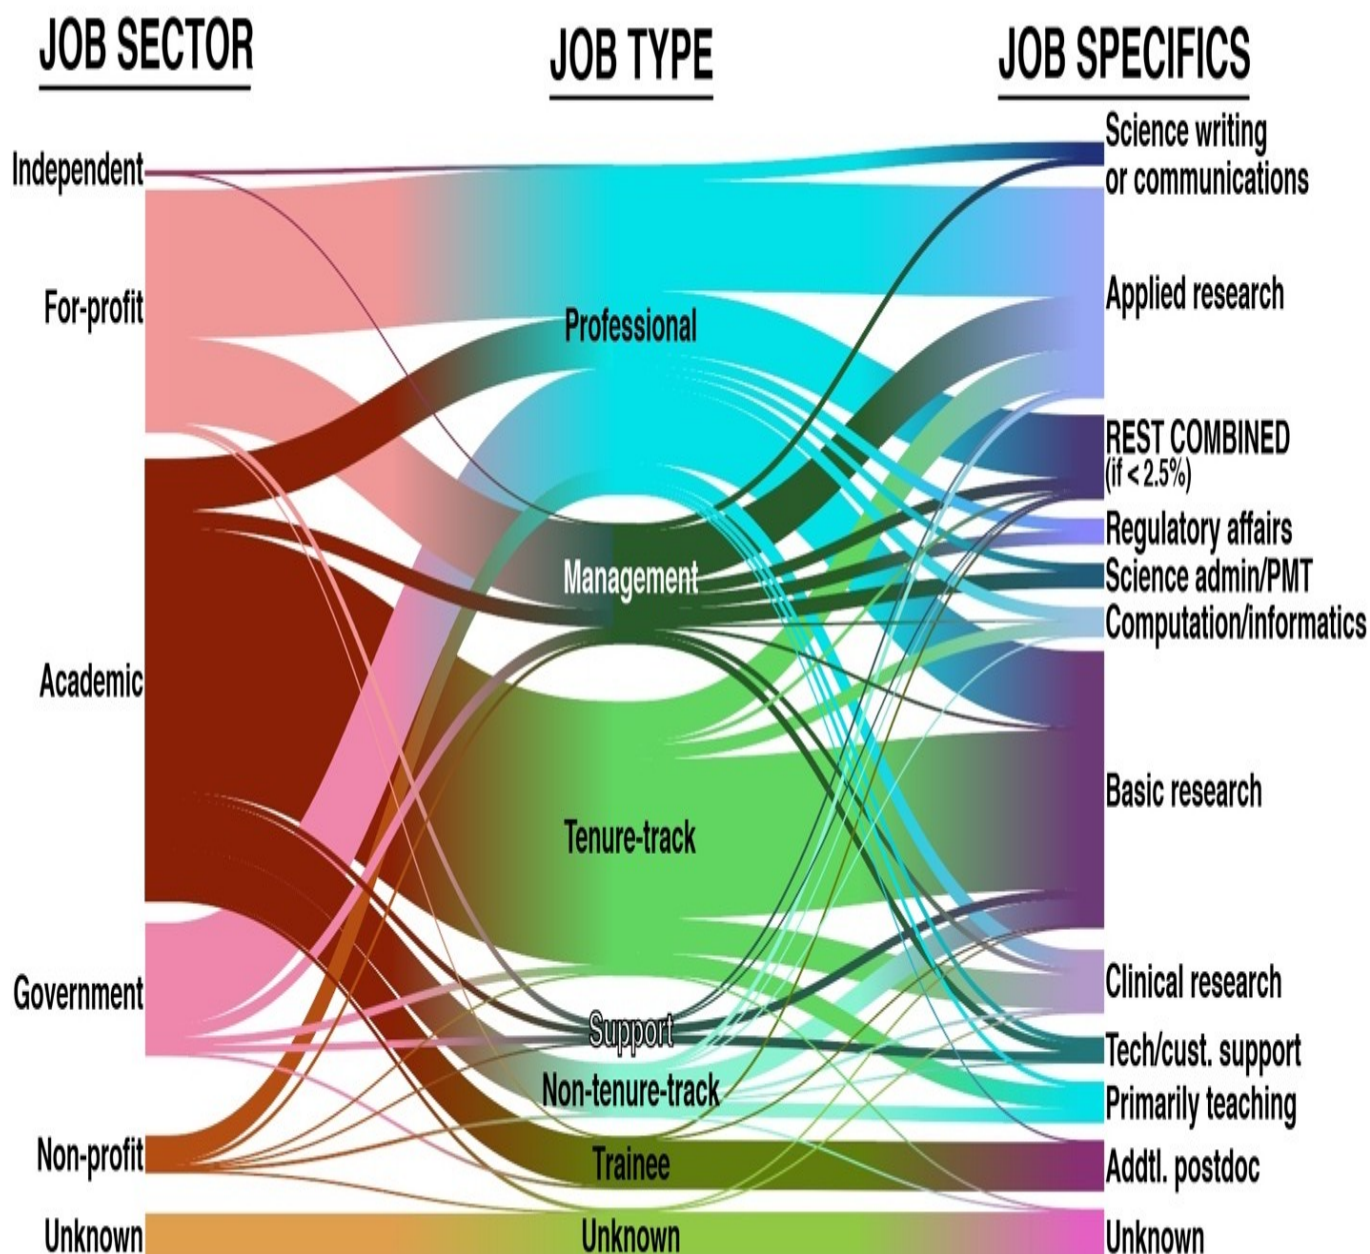 JOB SECTOR
JOB TYPE
JOB SPECIFICS
Independent
For-profit
Academic
Government
Non-profit
Unknown
Professional
Management
Tenure-track
Support
Non-tenure-track
Trainee
Unknown
Science writing
or communications
Applied research
REST COMBINED
(if < 2.5%)
Regulatory affairs
Science admin/PMT
Computation/informatics
Basic research
Clinical research
Tech/cust. support
Primarily teaching
Addtl. postdoc
Unknown